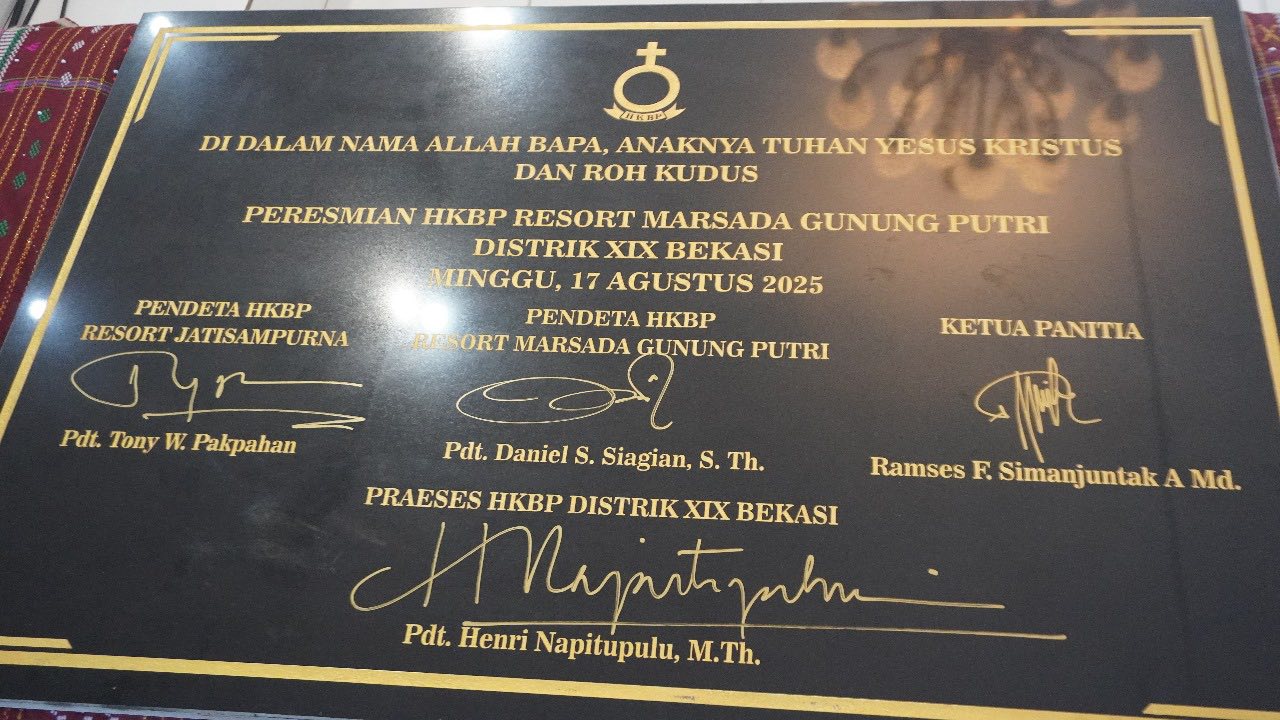 HKBP
DI DALAM NAMA ALLAH BAPA, ANAKNYA TUHAN YESUS KRISTUS
DAN ROH KUDUS
PERESMIAN HKBP RESORT MARSADA GUNUNG PUTRI
DISTRIK XIX BEKASI
MINGGU, 17 AGUSTUS 2025
PENDETA HKBP
RESORT JATISAMPURNA
Pdt. Tony W. Pakpahan
PENDETA HKBP
RESORT MARSADA GUNUNG PUTRI
Pdt. Daniel S. Siagian, S. Th.
KETUA PANITIA
Ramses F. Simanjuntak A Md.
PRAESES HKBP DISTRIK XIX BEKASI
H Napitupulu
Pdt. Henri Napitupulu, M.Th.